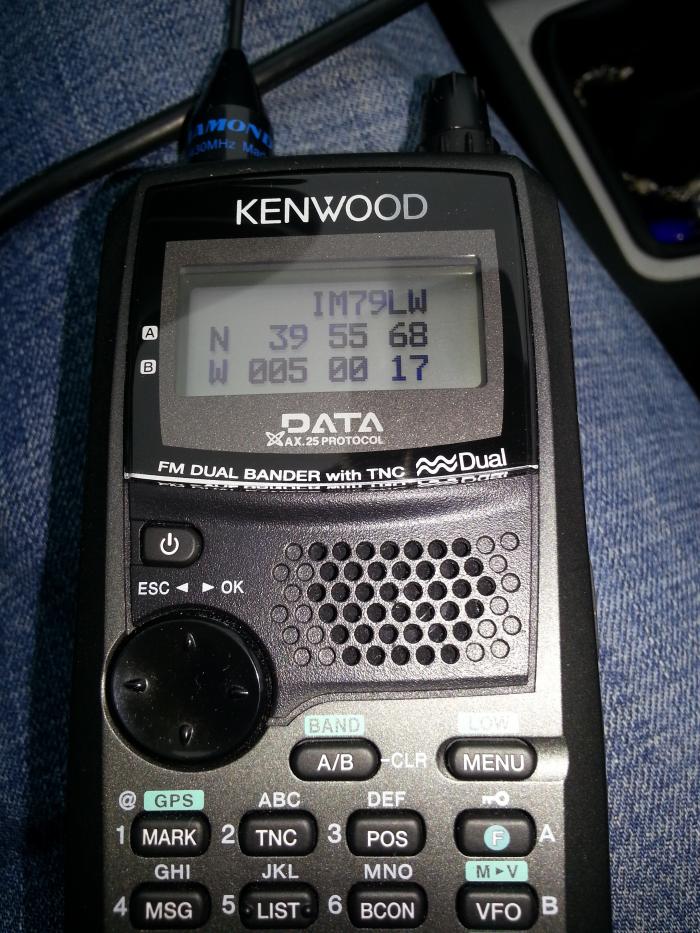 AMOND
430MHz
KENWOOD
IM79LW
A N 39 55 68
B W 005 00 17
DATA
AX.25 PROTOCOL
FM DUAL BANDER with TNC Dual
ESC ◄ ► OK
BAND LOW
A/B -CLR MENU
@ GPS ABC DEF
1 MARK 2 TNC 3 POS F A
GHI JKL MNO M►V
4 MSG 5 LIST 6 BCON VFO B